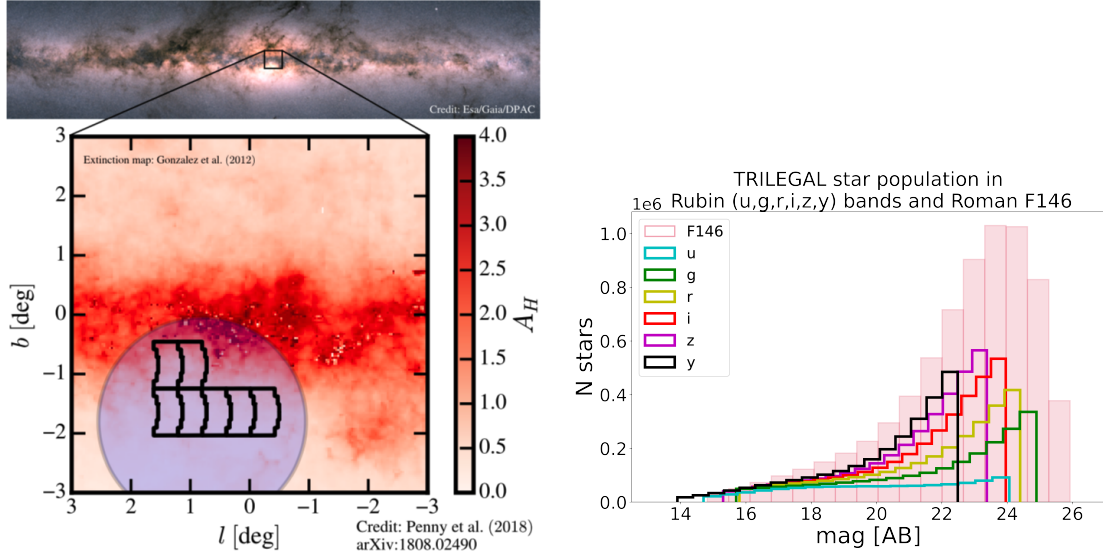 Credit: Esa/Gaia/DPAC
3
2
1
0
−1
−2
−3
b [deg]
Extinction map: Gonzalez et al. (2012)
3
2
1
0
−1
−2
−3
l [deg]
4.0
3.5
3.0
2.5
2.0
1.5
1.0
0.5
0.0
A_H
Credit: Penny et al. (2018)
arXiv:1808.02490
TRILEGAL star population in
Rubin (u,g,r,i,z,y) bands and Roman F146
1e6
1.0
0.8
0.6
0.4
0.2
0.0
N stars
F146
u
g
r
i
z
y
14
16
18
20
22
24
26
mag [AB]